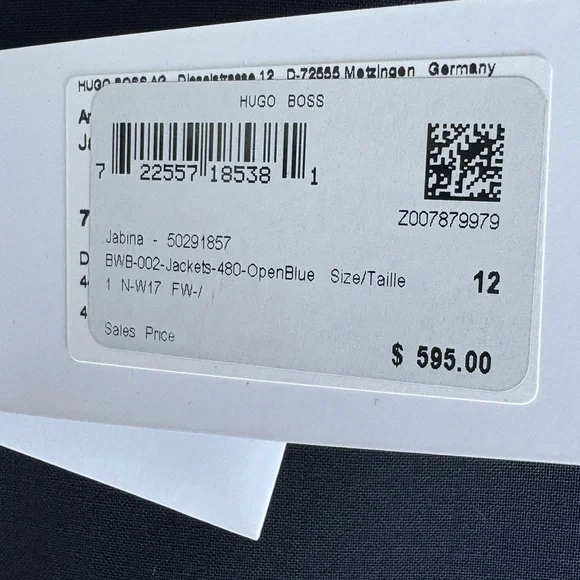 HUGO BOSS AG Dieselstrasse 12 D-72555 Metzingen Germany
HUGO BOSS
7 22557 18538 1
Z007879979
Jabina - 50291857
BWB-002-Jackets-480-OpenBlue Size/Taille 12
1 N-W17 FW-/
Sales Price
$ 595.00